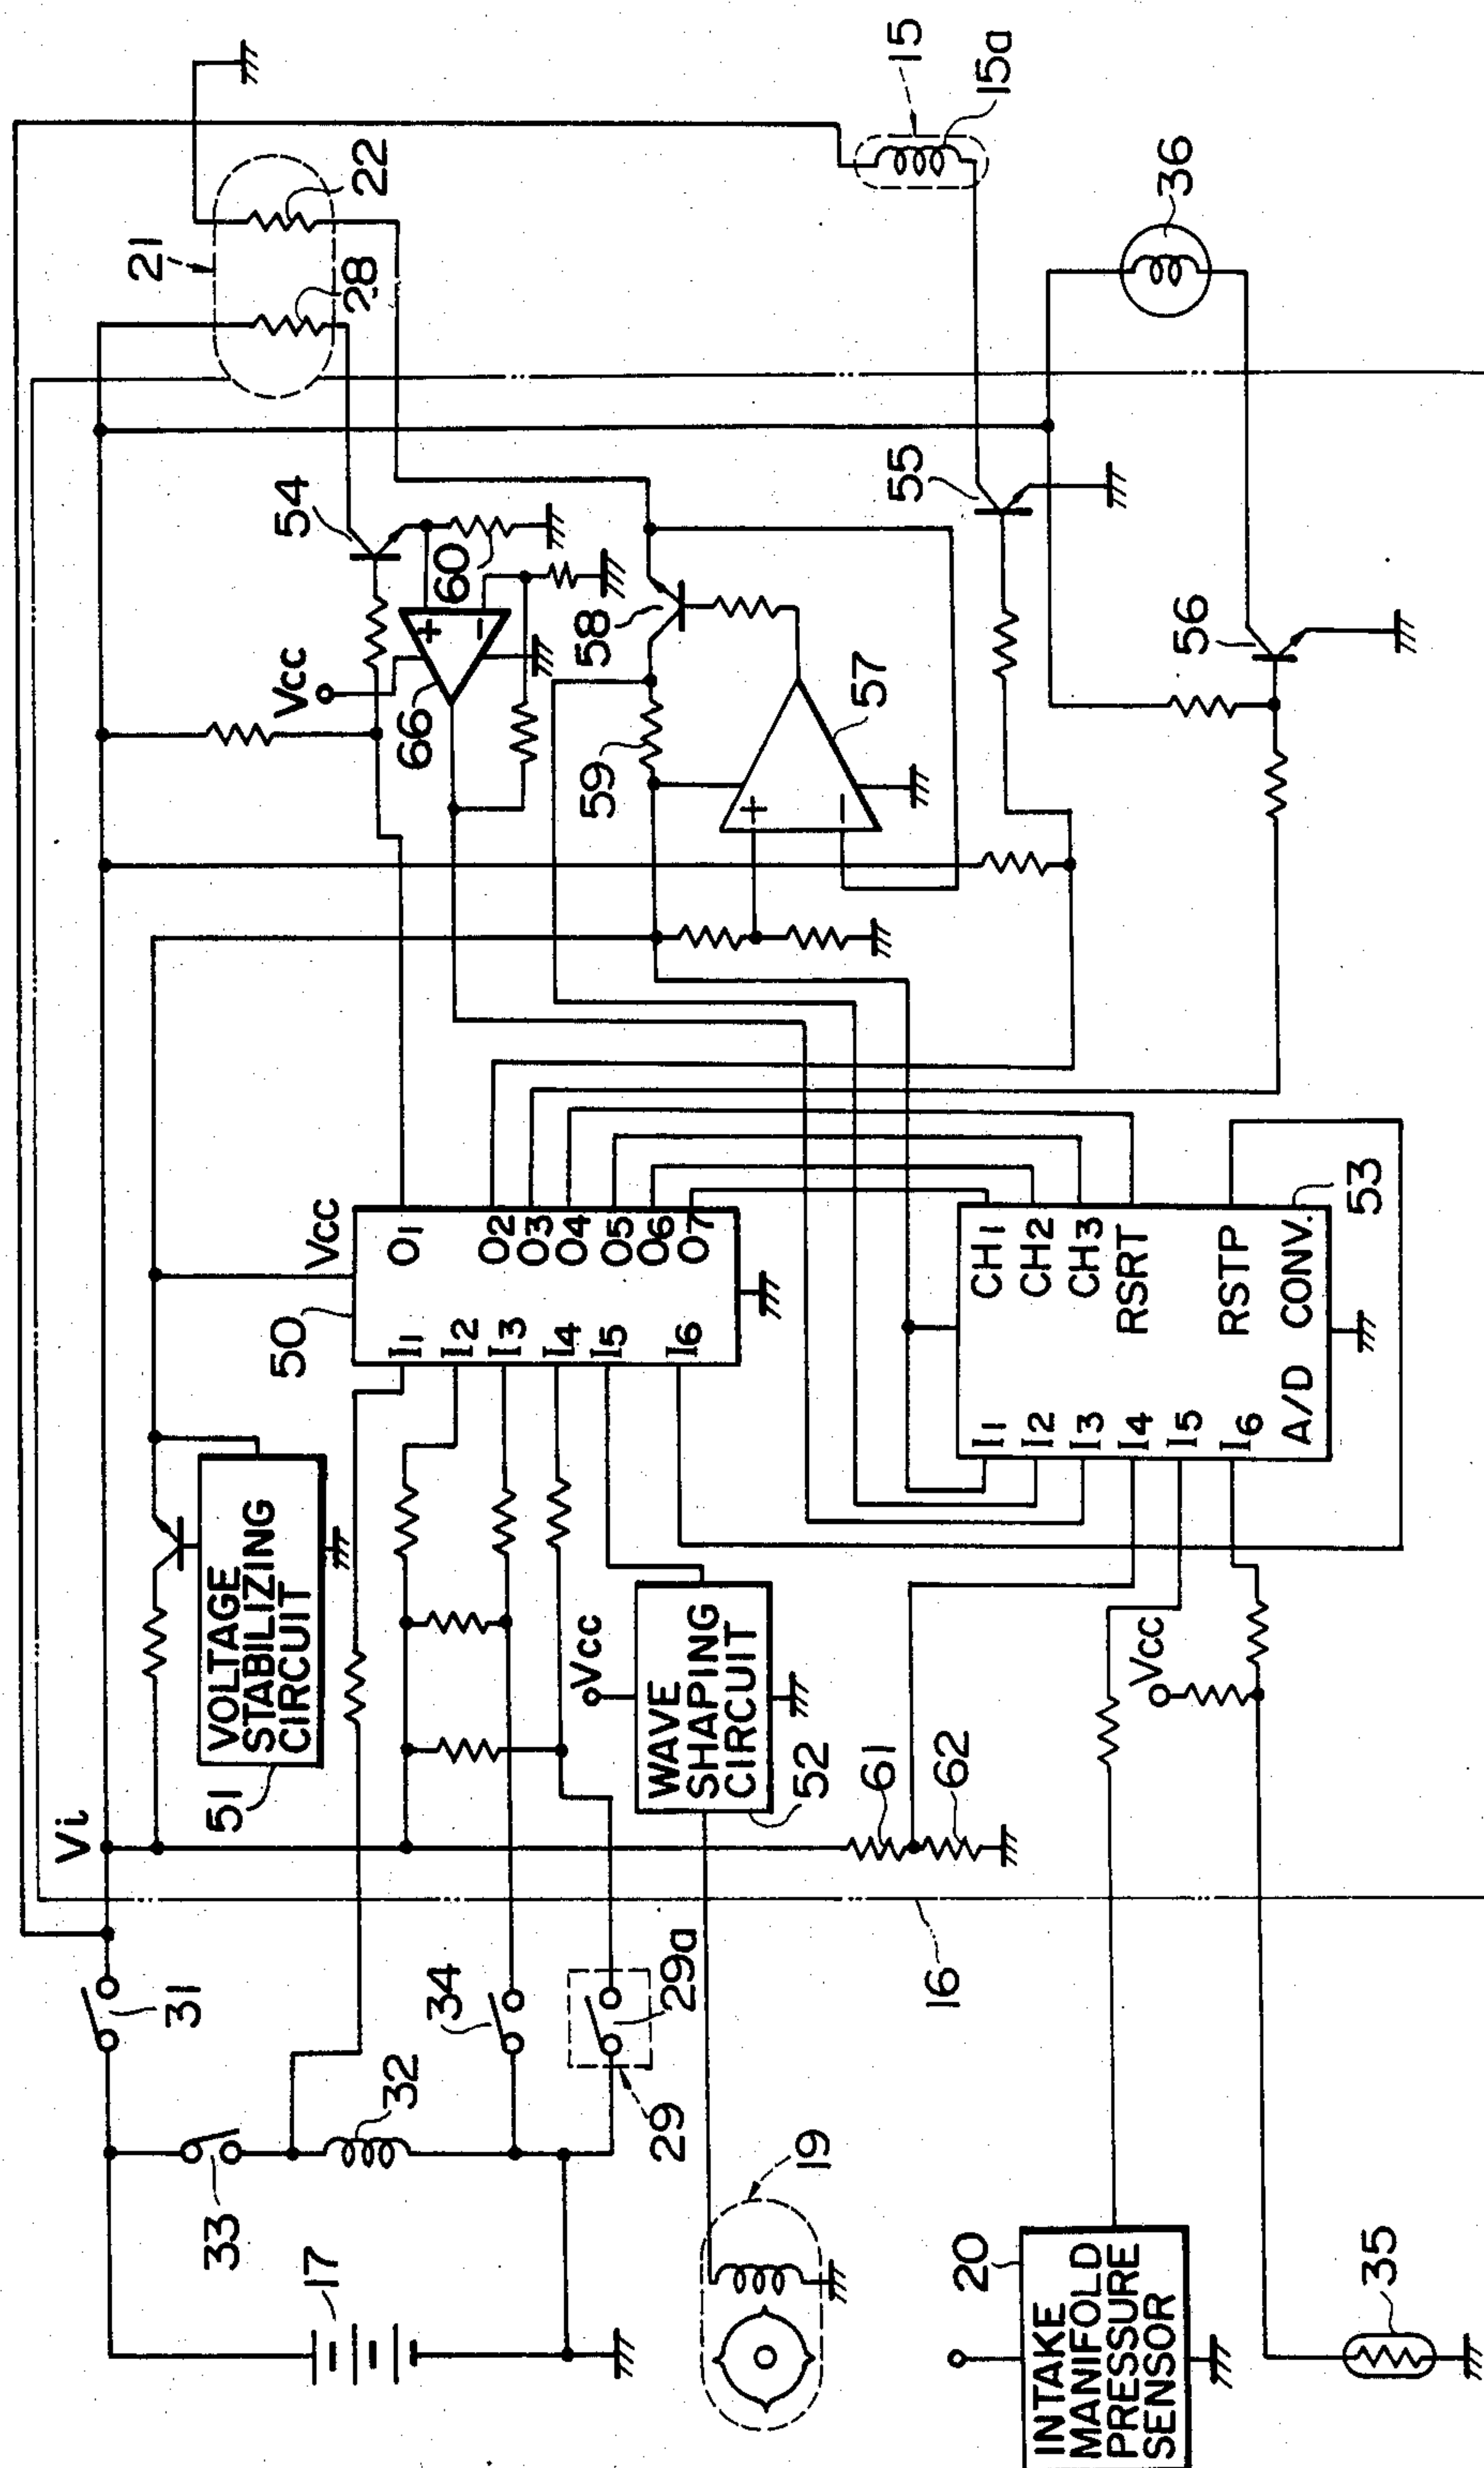 Vi
31
33
32
17
34
29a
29
19
20
INTAKE
MANIFOLD
PRESSURE
SENSOR
35
16
51
VOLTAGE
STABILIZING
CIRCUIT
50
Vcc
I1
I2
I3
I4
I5
I6
O1
O2
O3
O4
O5
O6
O7
Vcc
WAVE
SHAPING
CIRCUIT
52
61
62
Vcc
I1
I2
I3
I4
I5
I6
CH1
CH2
CH3
RSRT
RSTP
A/D CONV.
53
Vcc
66
+
−
54
60
58
59
57
+
−
55
56
21
22
28
15
15a
36